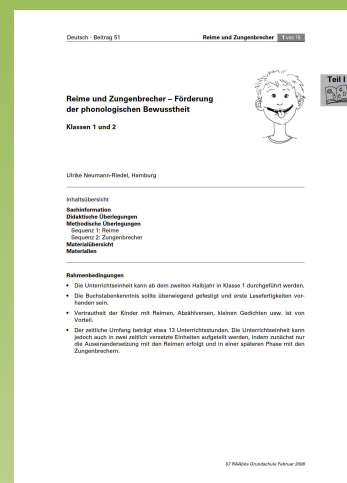 Deutsch · Beitrag 51
Reime und Zungenbrecher 1 von 18
Teil I
Reime und Zungenbrecher – Förderung
der phonologischen Bewusstheit
Klassen 1 und 2
Ulrike Neumann-Riedel, Hamburg
Inhaltsübersicht
Sachinformation
Didaktische Überlegungen
Methodische Überlegungen
Sequenz 1: Reime
Sequenz 2: Zungenbrecher
Materialübersicht
Materialien
Rahmenbedingungen
• Die Unterrichtseinheit kann ab dem zweiten Halbjahr in Klasse 1 durchgeführt werden.
• Die Buchstabenkenntnis sollte überwiegend gefestigt und erste Lesefertigkeiten vor-
handen sein.
• Vertrautheit der Kinder mit Reimen, Abzählversen, kleinen Gedichten usw. ist von
Vorteil.
• Der zeitliche Umfang beträgt etwa 13 Unterrichtsstunden. Die Unterrichtseinheit kann
jedoch auch in zwei zeitlich versetzte Einheiten aufgeteilt werden, indem zunächst nur
die Auseinandersetzung mit den Reimen erfolgt und in einer späteren Phase mit den
Zungenbrechern.
57 RAAbits Grundschule Februar 2008